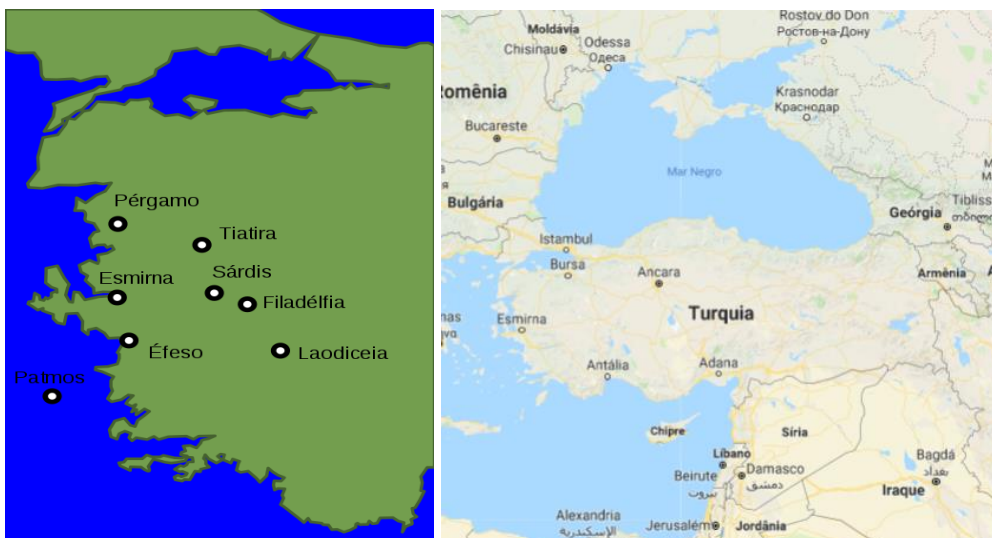 Pérgamo
Tiatira
Esmirna
Sárdis
Filadélfia
Éfeso
Laodiceia
Patmos
Rostov do Don
Ростов-на-Дону
Moldávia
Chisinau
Odessa
Одеса
Krasnodar
Краснодар
Bucareste
Mar Negro
Bulgária
Geórgia
Istambul
Bursa
Ancara
Armênia
Esmirna
Turquia
Antália
Adana
Chipre
Síria
Líbano
Beirute
بيروت
Damasco
دمشق
Bagdá
بغداد
Iraque
Alexandria
الإسكندرية
Jerusalém
Jordânia